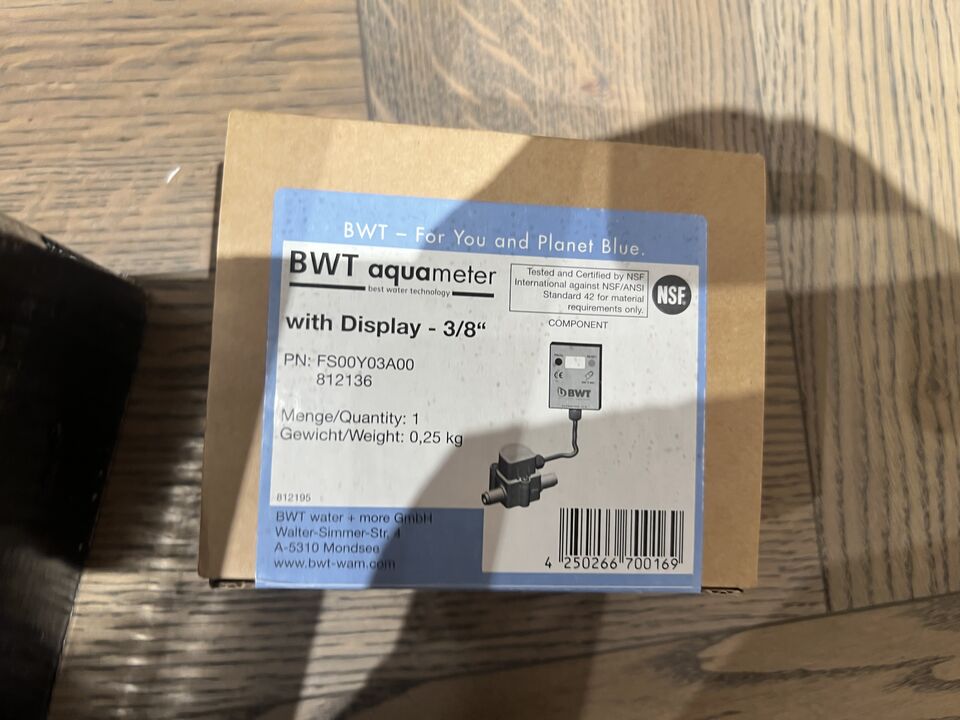 BWT – For You and Planet Blue.
BWT aquameter
best water technology
Tested and Certified by NSF
International against NSF/ANSI
Standard 42 for material
requirements only.
NSF
COMPONENT
with Display - 3/8“
PN: FS00Y03A00
812136
BWT
Menge/Quantity: 1
Gewicht/Weight: 0,25 kg
812195
BWT water + more GmbH
Walter-Simmer-Str. 4
A-5310 Mondsee
www.bwt-wam.com
4 250266 700169